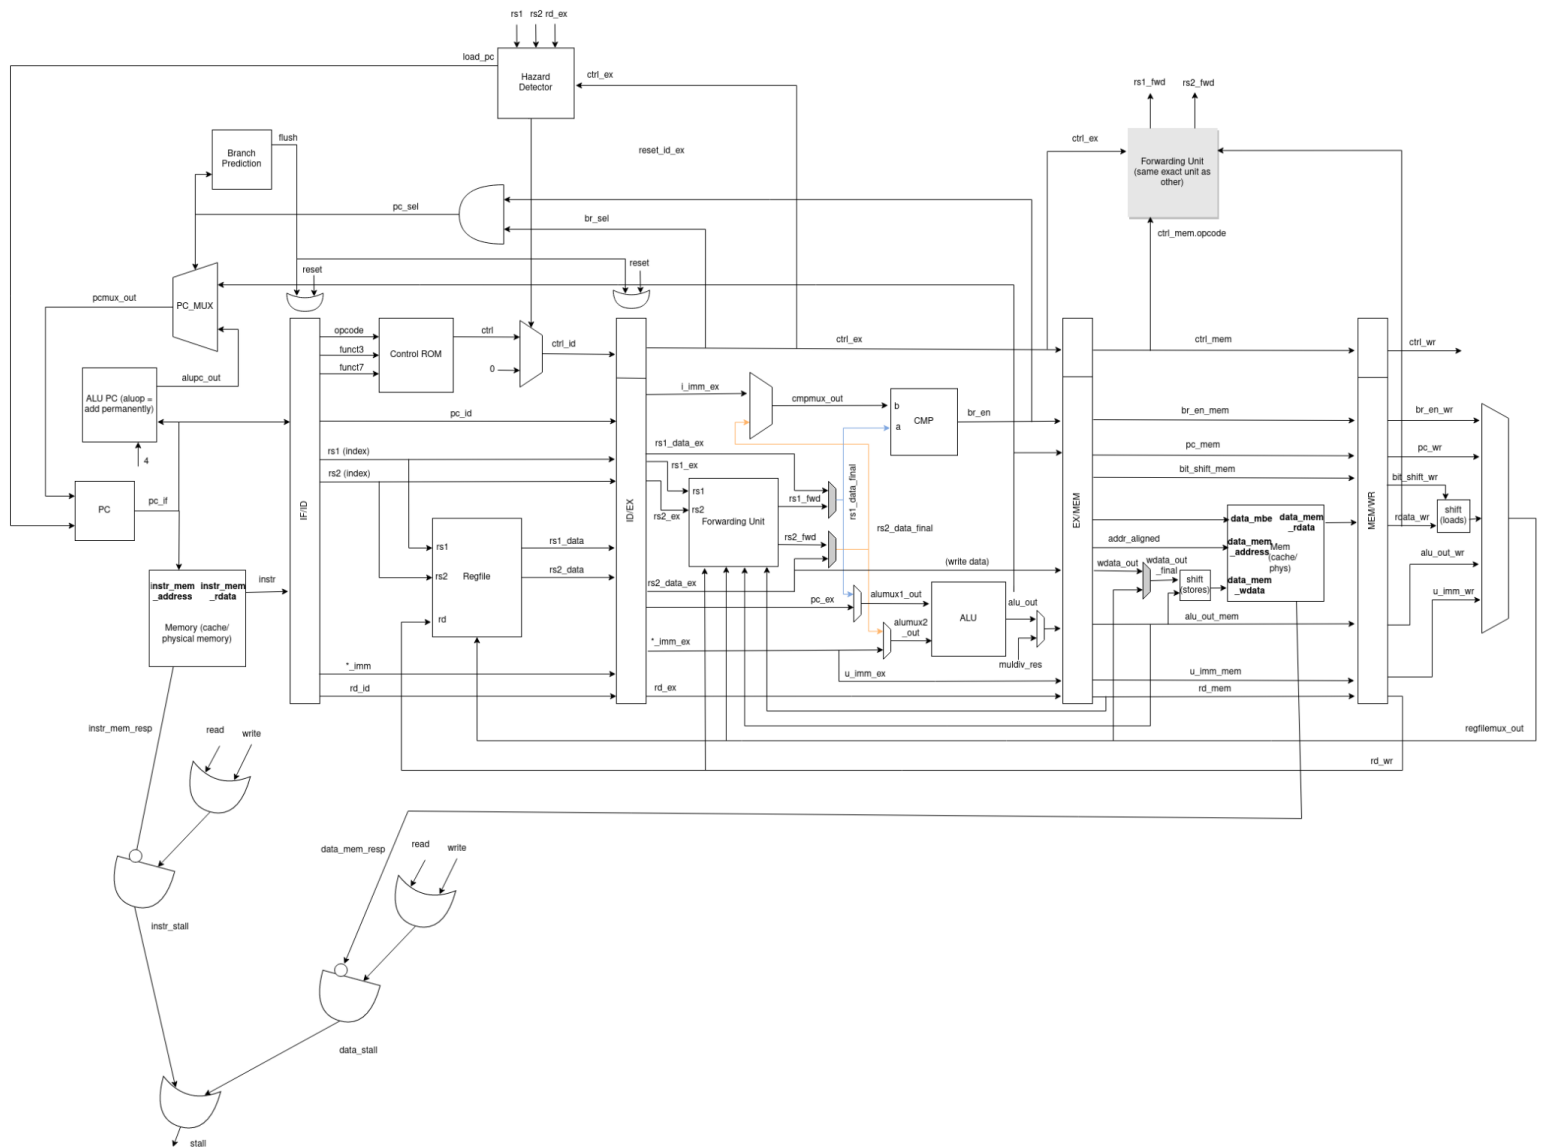 rs1
rs2
rd_ex
load_pc
Hazard
Detector
ctrl_ex
rs1_fwd
rs2_fwd
flush
Branch
Prediction
reset_id_ex
ctrl_ex
Forwarding Unit
(same exact unit as
other)
pc_sel
br_sel
ctrl_mem.opcode
reset
reset
pcmux_out
PC_MUX
opcode
funct3
funct7
Control ROM
ctrl
0
ctrl_id
ctrl_ex
ctrl_mem
ctrl_wr
alupc_out
ALU PC (aluop =
add permanently)
4
i_imm_ex
cmpmux_out
b
a
CMP
br_en
br_en_mem
br_en_wr
pc_id
pc_mem
pc_wr
rs1 (index)
rs2 (index)
rs1_data_ex
rs1_ex
bit_shift_mem
bit_shift_wr
PC
pc_if
IF/ID
ID/EX
EX/MEM
MEM/WR
rs1
rs2
Forwarding Unit
rs2_ex
rs1_fwd
rs2_fwd
rs1_data_final
rs2_data_final
rdata_wr
shift
(loads)
data_mbe
data_mem
_rdata
data_mem
_address
Mem
(cache/
phys)
data_mem
_wdata
addr_aligned
wdata_out
wdata_out
_final
shift
(stores)
rs1
rs2
Regfile
rd
rs1_data
rs2_data
rs2_data_ex
(write data)
pc_ex
alumux1_out
alumux2
_out
ALU
alu_out
muldiv_res
alu_out_mem
alu_out_wr
u_imm_wr
instr_mem
_address
instr_mem
_rdata
Memory (cache/
physical memory)
instr
*_imm
*_imm_ex
u_imm_ex
u_imm_mem
rd_id
rd_ex
rd_mem
regfilemux_out
rd_wr
instr_mem_resp
read
write
data_mem_resp
read
write
instr_stall
data_stall
stall